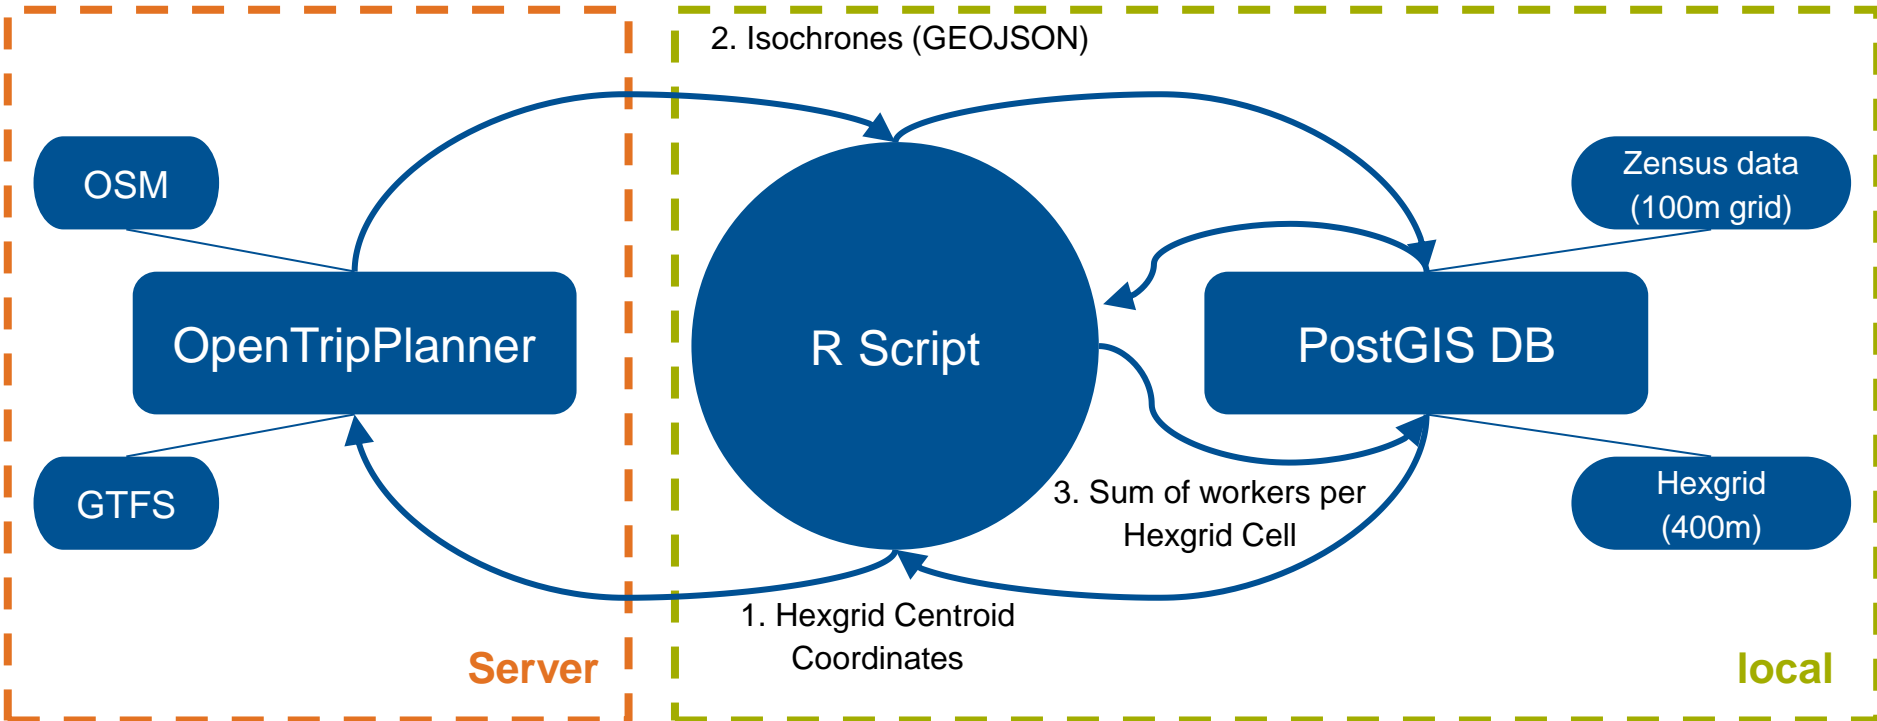 2. Isochrones (GEOJSON)
OSM
OpenTripPlanner
GTFS
Server
R Script
Zensus data
(100m grid)
PostGIS DB
Hexgrid
(400m)
3. Sum of workers per
Hexgrid Cell
1. Hexgrid Centroid
Coordinates
local